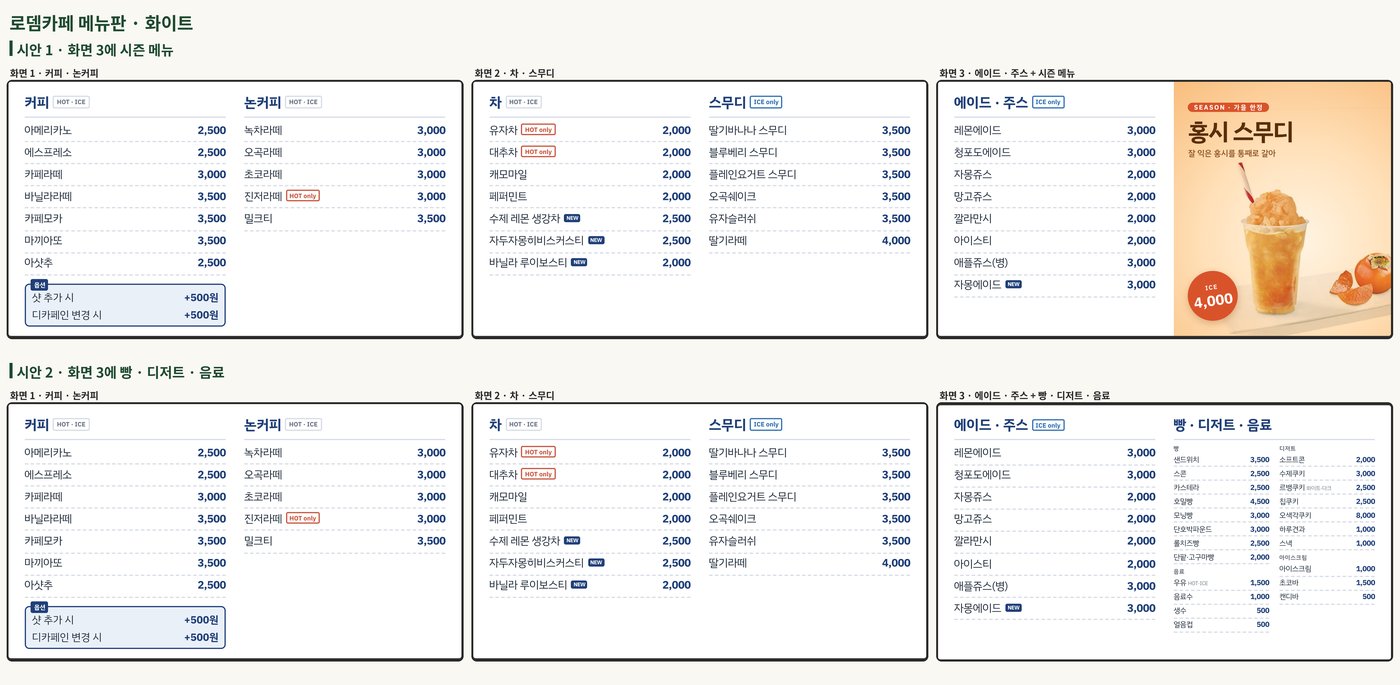 로뎀카페 메뉴판 · 화이트
시안 1 · 화면 3에 시즌 메뉴
화면 1 · 커피 · 논커피
커피 HOT · ICE
아메리카노 2,500
에스프레소 2,500
카페라떼 3,000
바닐라라떼 3,500
카페모카 3,500
마끼아또 3,500
아샷추 2,500
옵션
샷 추가 시 +500원
디카페인 변경 시 +500원
논커피 HOT · ICE
녹차라떼 3,000
오곡라떼 3,000
초코라떼 3,000
진저라떼 HOT only 3,000
밀크티 3,500
화면 2 · 차 · 스무디
차 HOT · ICE
유자차 HOT only 2,000
대추차 HOT only 2,000
캐모마일 2,000
페퍼민트 2,000
수제 레몬 생강차 NEW 2,500
자두자몽히비스커스티 NEW 2,500
바닐라 루이보스티 NEW 2,000
스무디 ICE only
딸기바나나 스무디 3,500
블루베리 스무디 3,500
플레인요거트 스무디 3,500
오곡쉐이크 3,500
유자슬러쉬 3,500
딸기라떼 4,000
화면 3 · 에이드 · 주스 + 시즌 메뉴
에이드 · 주스 ICE only
레몬에이드 3,000
청포도에이드 3,000
자몽쥬스 2,000
망고쥬스 2,000
깔라만시 2,000
아이스티 2,000
애플쥬스(병) 3,000
자몽에이드 NEW 3,000
SEASON · 가을 한정
홍시 스무디
잘 익은 홍시를 통째로 갈아
ICE
4,000
시안 2 · 화면 3에 빵 · 디저트 · 음료
화면 1 · 커피 · 논커피
커피 HOT · ICE
아메리카노 2,500
에스프레소 2,500
카페라떼 3,000
바닐라라떼 3,500
카페모카 3,500
마끼아또 3,500
아샷추 2,500
옵션
샷 추가 시 +500원
디카페인 변경 시 +500원
논커피 HOT · ICE
녹차라떼 3,000
오곡라떼 3,000
초코라떼 3,000
진저라떼 HOT only 3,000
밀크티 3,500
화면 2 · 차 · 스무디
차 HOT · ICE
유자차 HOT only 2,000
대추차 HOT only 2,000
캐모마일 2,000
페퍼민트 2,000
수제 레몬 생강차 NEW 2,500
자두자몽히비스커스티 NEW 2,500
바닐라 루이보스티 NEW 2,000
스무디 ICE only
딸기바나나 스무디 3,500
블루베리 스무디 3,500
플레인요거트 스무디 3,500
오곡쉐이크 3,500
유자슬러쉬 3,500
딸기라떼 4,000
화면 3 · 에이드 · 주스 + 빵 · 디저트 · 음료
에이드 · 주스 ICE only
레몬에이드 3,000
청포도에이드 3,000
자몽쥬스 2,000
망고쥬스 2,000
깔라만시 2,000
아이스티 2,000
애플쥬스(병) 3,000
자몽에이드 NEW 3,000
빵 · 디저트 · 음료
빵
샌드위치 3,500
스콘 2,500
카스테라 2,500
호밀빵 4,500
모닝빵 3,000
단호박파운드 3,000
롤치즈빵 2,500
단팥·고구마빵 2,000
음료
우유 HOT·ICE 1,500
음료수 1,000
생수 500
얼음컵 500
디저트
소프트콘 2,000
수제쿠키 3,000
르뱅쿠키 화이트·다크 2,500
칩쿠키 2,500
오색각쿠키 8,000
하루견과 1,000
스낵 1,000
아이스크림
아이스크림 1,000
초코바 1,500
캔디바 500